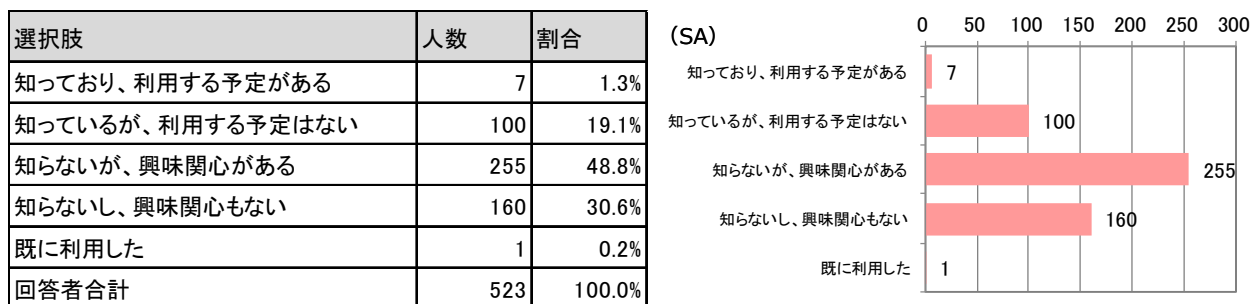 選択肢 人数 割合
知っており、利用する予定がある 7 1.3%
知っているが、利用する予定はない 100 19.1%
知らないが、興味関心がある 255 48.8%
知らないし、興味関心もない 160 30.6%
既に利用した 1 0.2%
回答者合計 523 100.0%
(SA)
0 50 100 150 200 250 300
知っており、利用する予定がある 7
知っているが、利用する予定はない 100
知らないが、興味関心がある 255
知らないし、興味関心もない 160
既に利用した 1